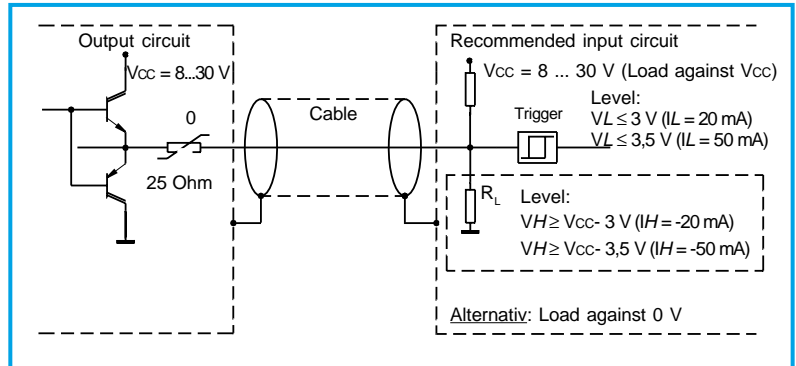 Output circuit
Vcc = 8...30 V
0
25 Ohm
Cable
Recommended input circuit
Vcc = 8 ... 30 V (Load against Vcc)
Trigger
Level:
VL ≤ 3 V (IL = 20 mA)
VL ≤ 3,5 V (IL = 50 mA)
RL
Level:
VH ≥ Vcc- 3 V (IH = -20 mA)
VH ≥ Vcc- 3,5 V (IH = -50 mA)
Alternativ: Load against 0 V